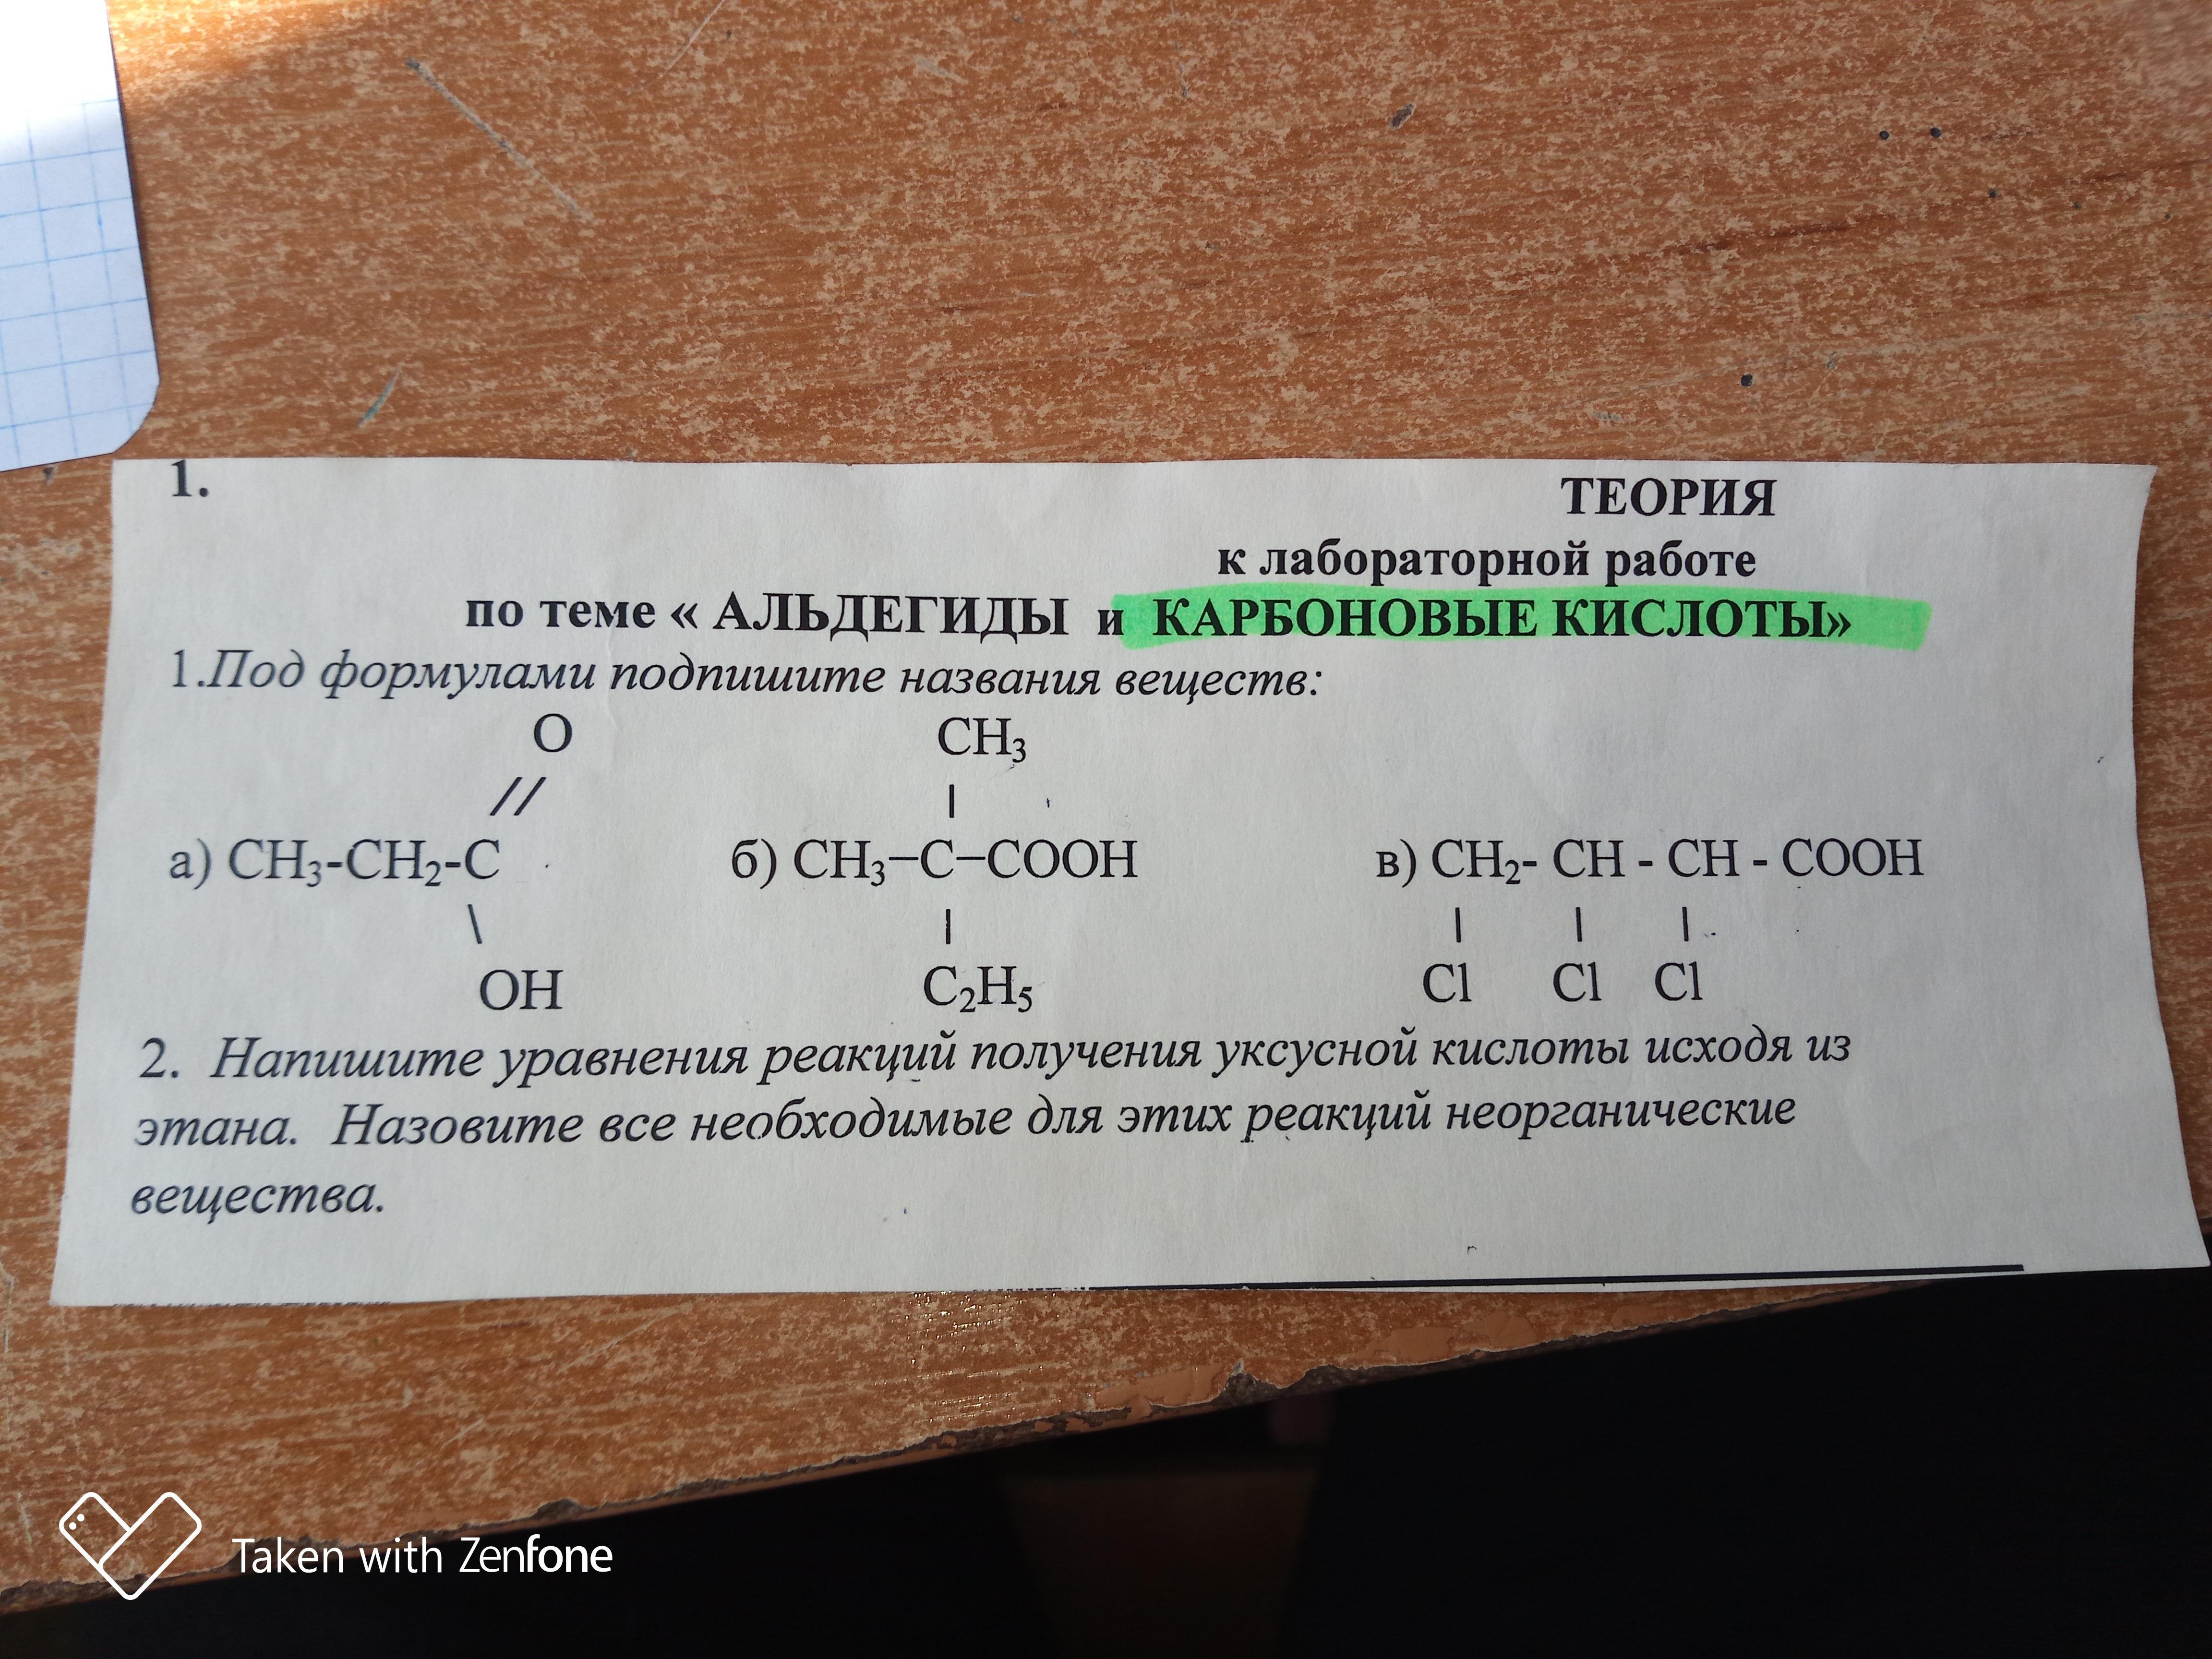 1.
ТЕОРИЯ
к лабораторной работе
по теме « АЛЬДЕГИДЫ и КАРБОНОВЫЕ КИСЛОТЫ»
1.Под формулами подпишите названия веществ:
O CH₃
// |
а) CH₃-CH₂-C б) CH₃–C–COOH в) CH₂- CH - CH - COOH
\ | | | |
OH C₂H₅ Cl Cl Cl
2. Напишите уравнения реакций получения уксусной кислоты исходя из
этана. Назовите все необходимые для этих реакций неорганические
вещества.
Taken with Zenfone